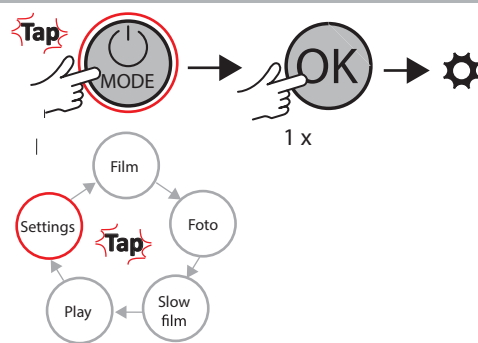 Tap
MODE
OK
1 x
Film
Settings
Foto
Tap
Play
Slow
film